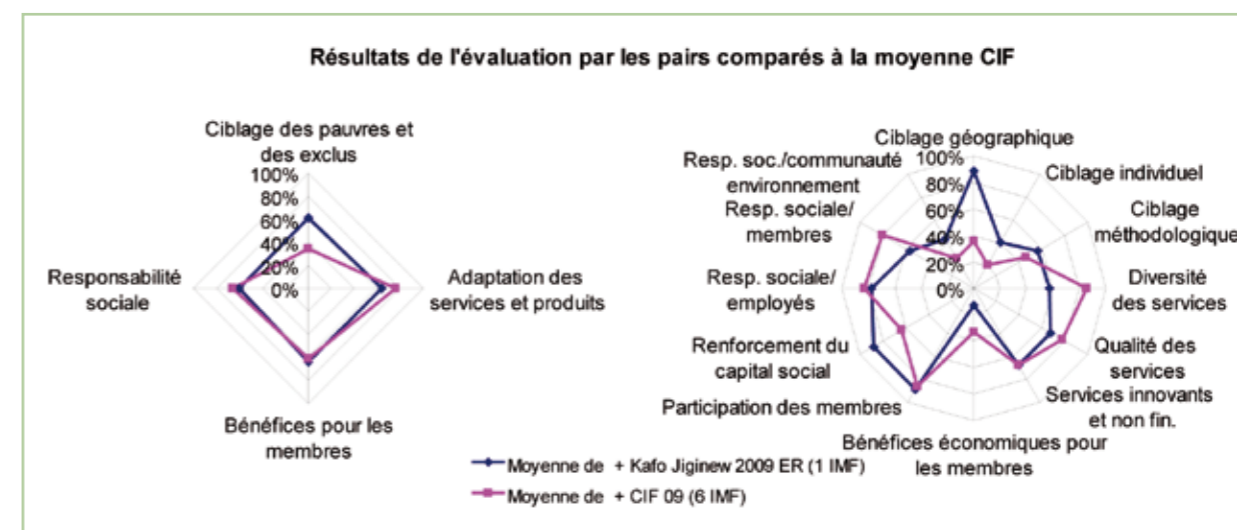 Résultats de l'évaluation par les pairs comparés à la moyenne CIF
Ciblage des pauvres et
des exclus
100%
80%
60%
40%
20%
0%
Responsabilité
sociale
Adaptation des
services et produits
Bénéfices pour les
membres
Ciblage géographique
100%
80%
60%
40%
20%
0%
Ciblage individuel
Ciblage
méthodologique
Diversité
des services
Qualité des
services
Services innovants
et non fin.
Bénéfices économiques pour
les membres
Participation des membres
Renforcement du
capital social
Resp. sociale/
employés
Resp. sociale/
membres
Resp. soc./communauté
environnement
Moyenne de + Kafo Jiginew 2009 ER (1 IMF)
Moyenne de + CIF 09 (6 IMF)